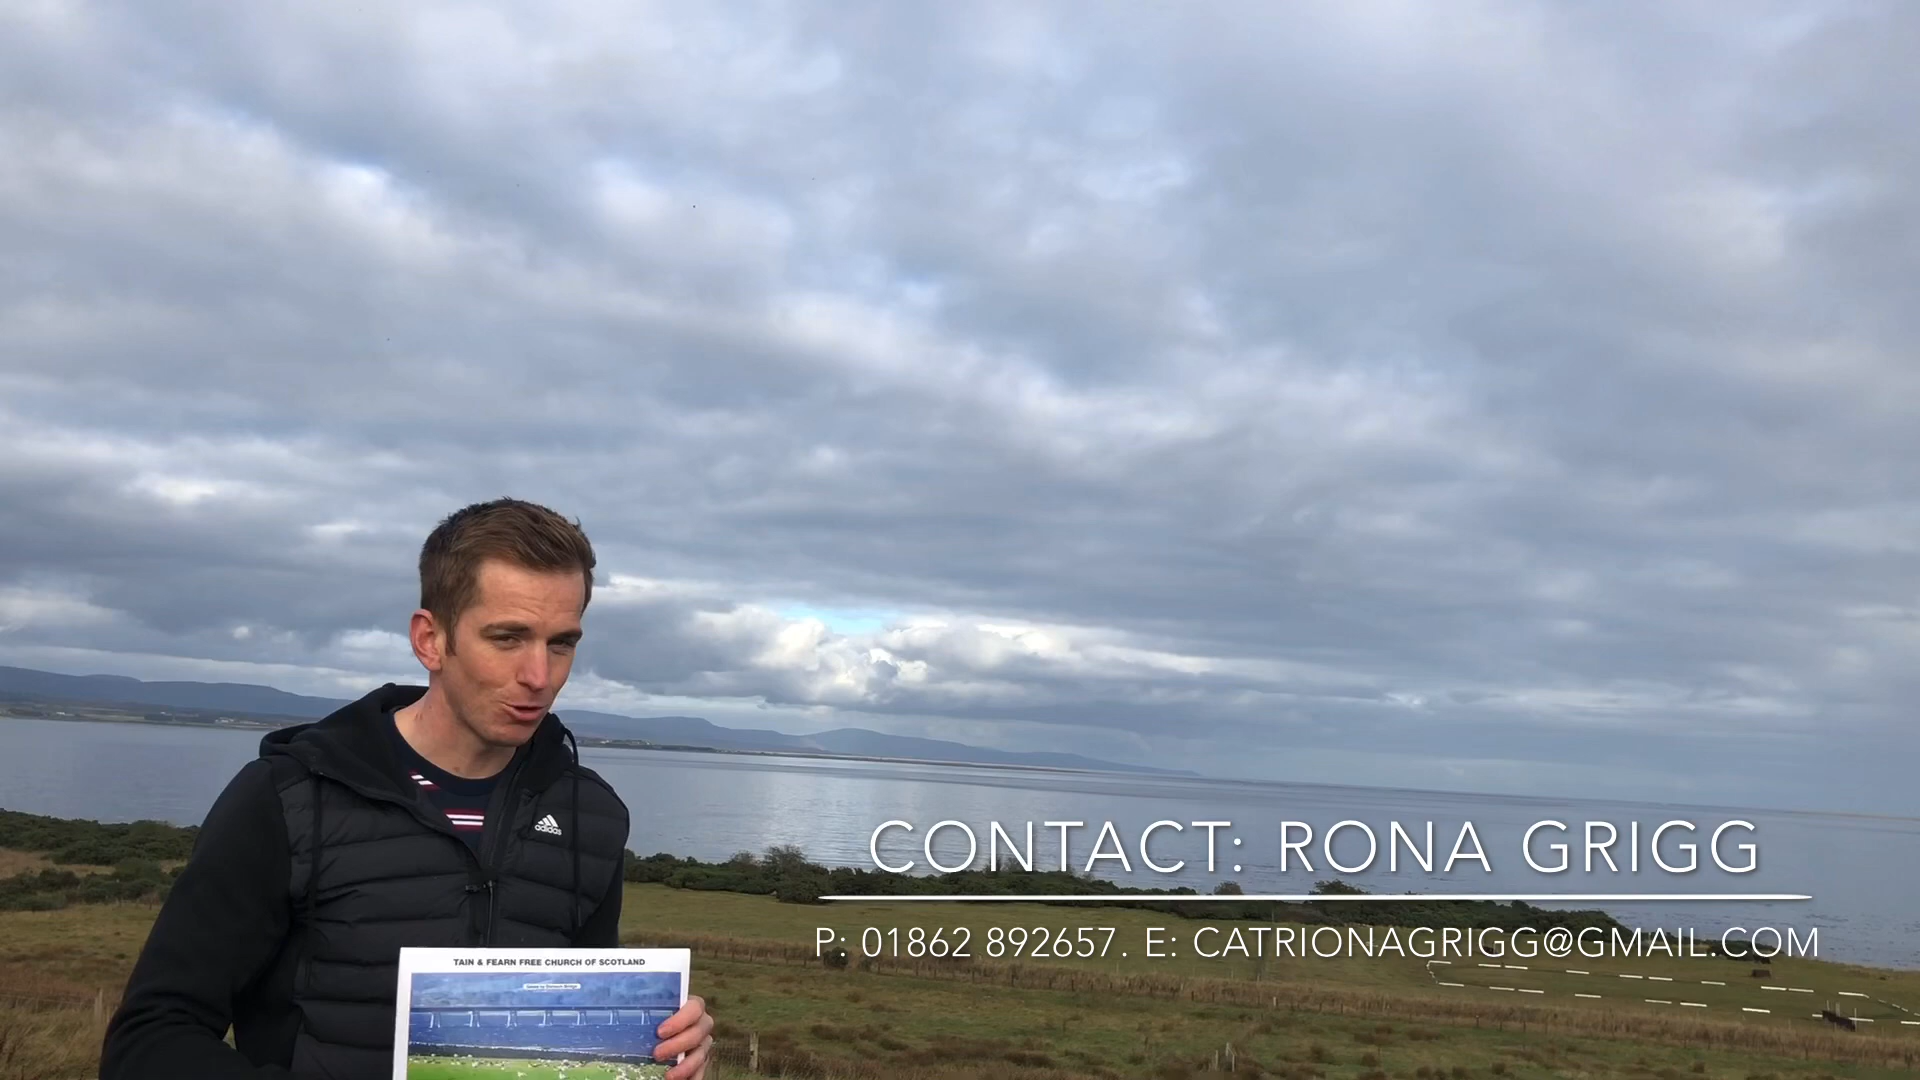 CONTACT: RONA GRIGG
P: 01862 892657. E: CATRIONAGRIGG@GMAIL.COM
adidas
TAIN & FEARN FREE CHURCH OF SCOTLAND